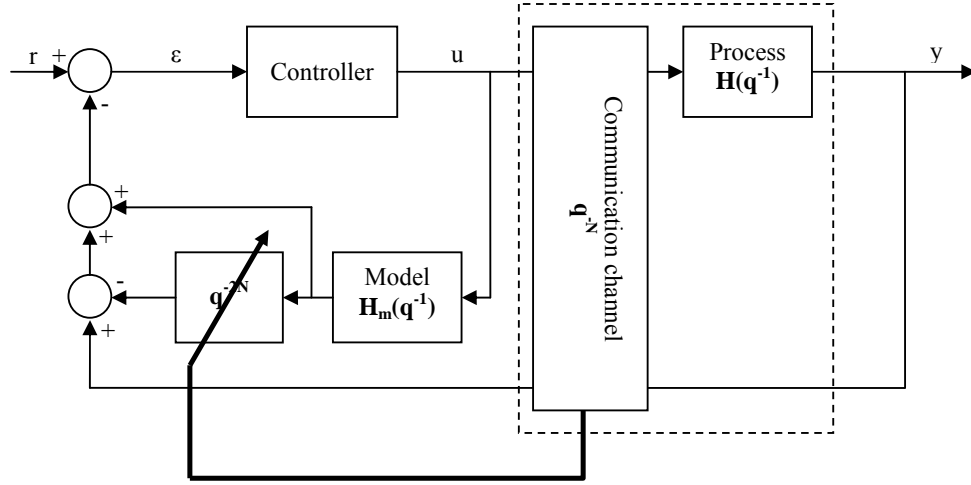 r
+
-
ε
Controller
u
Communication channel
q-N
Process
H(q-1)
y
+
+
-
+
q-2N
Model
Hm(q-1)